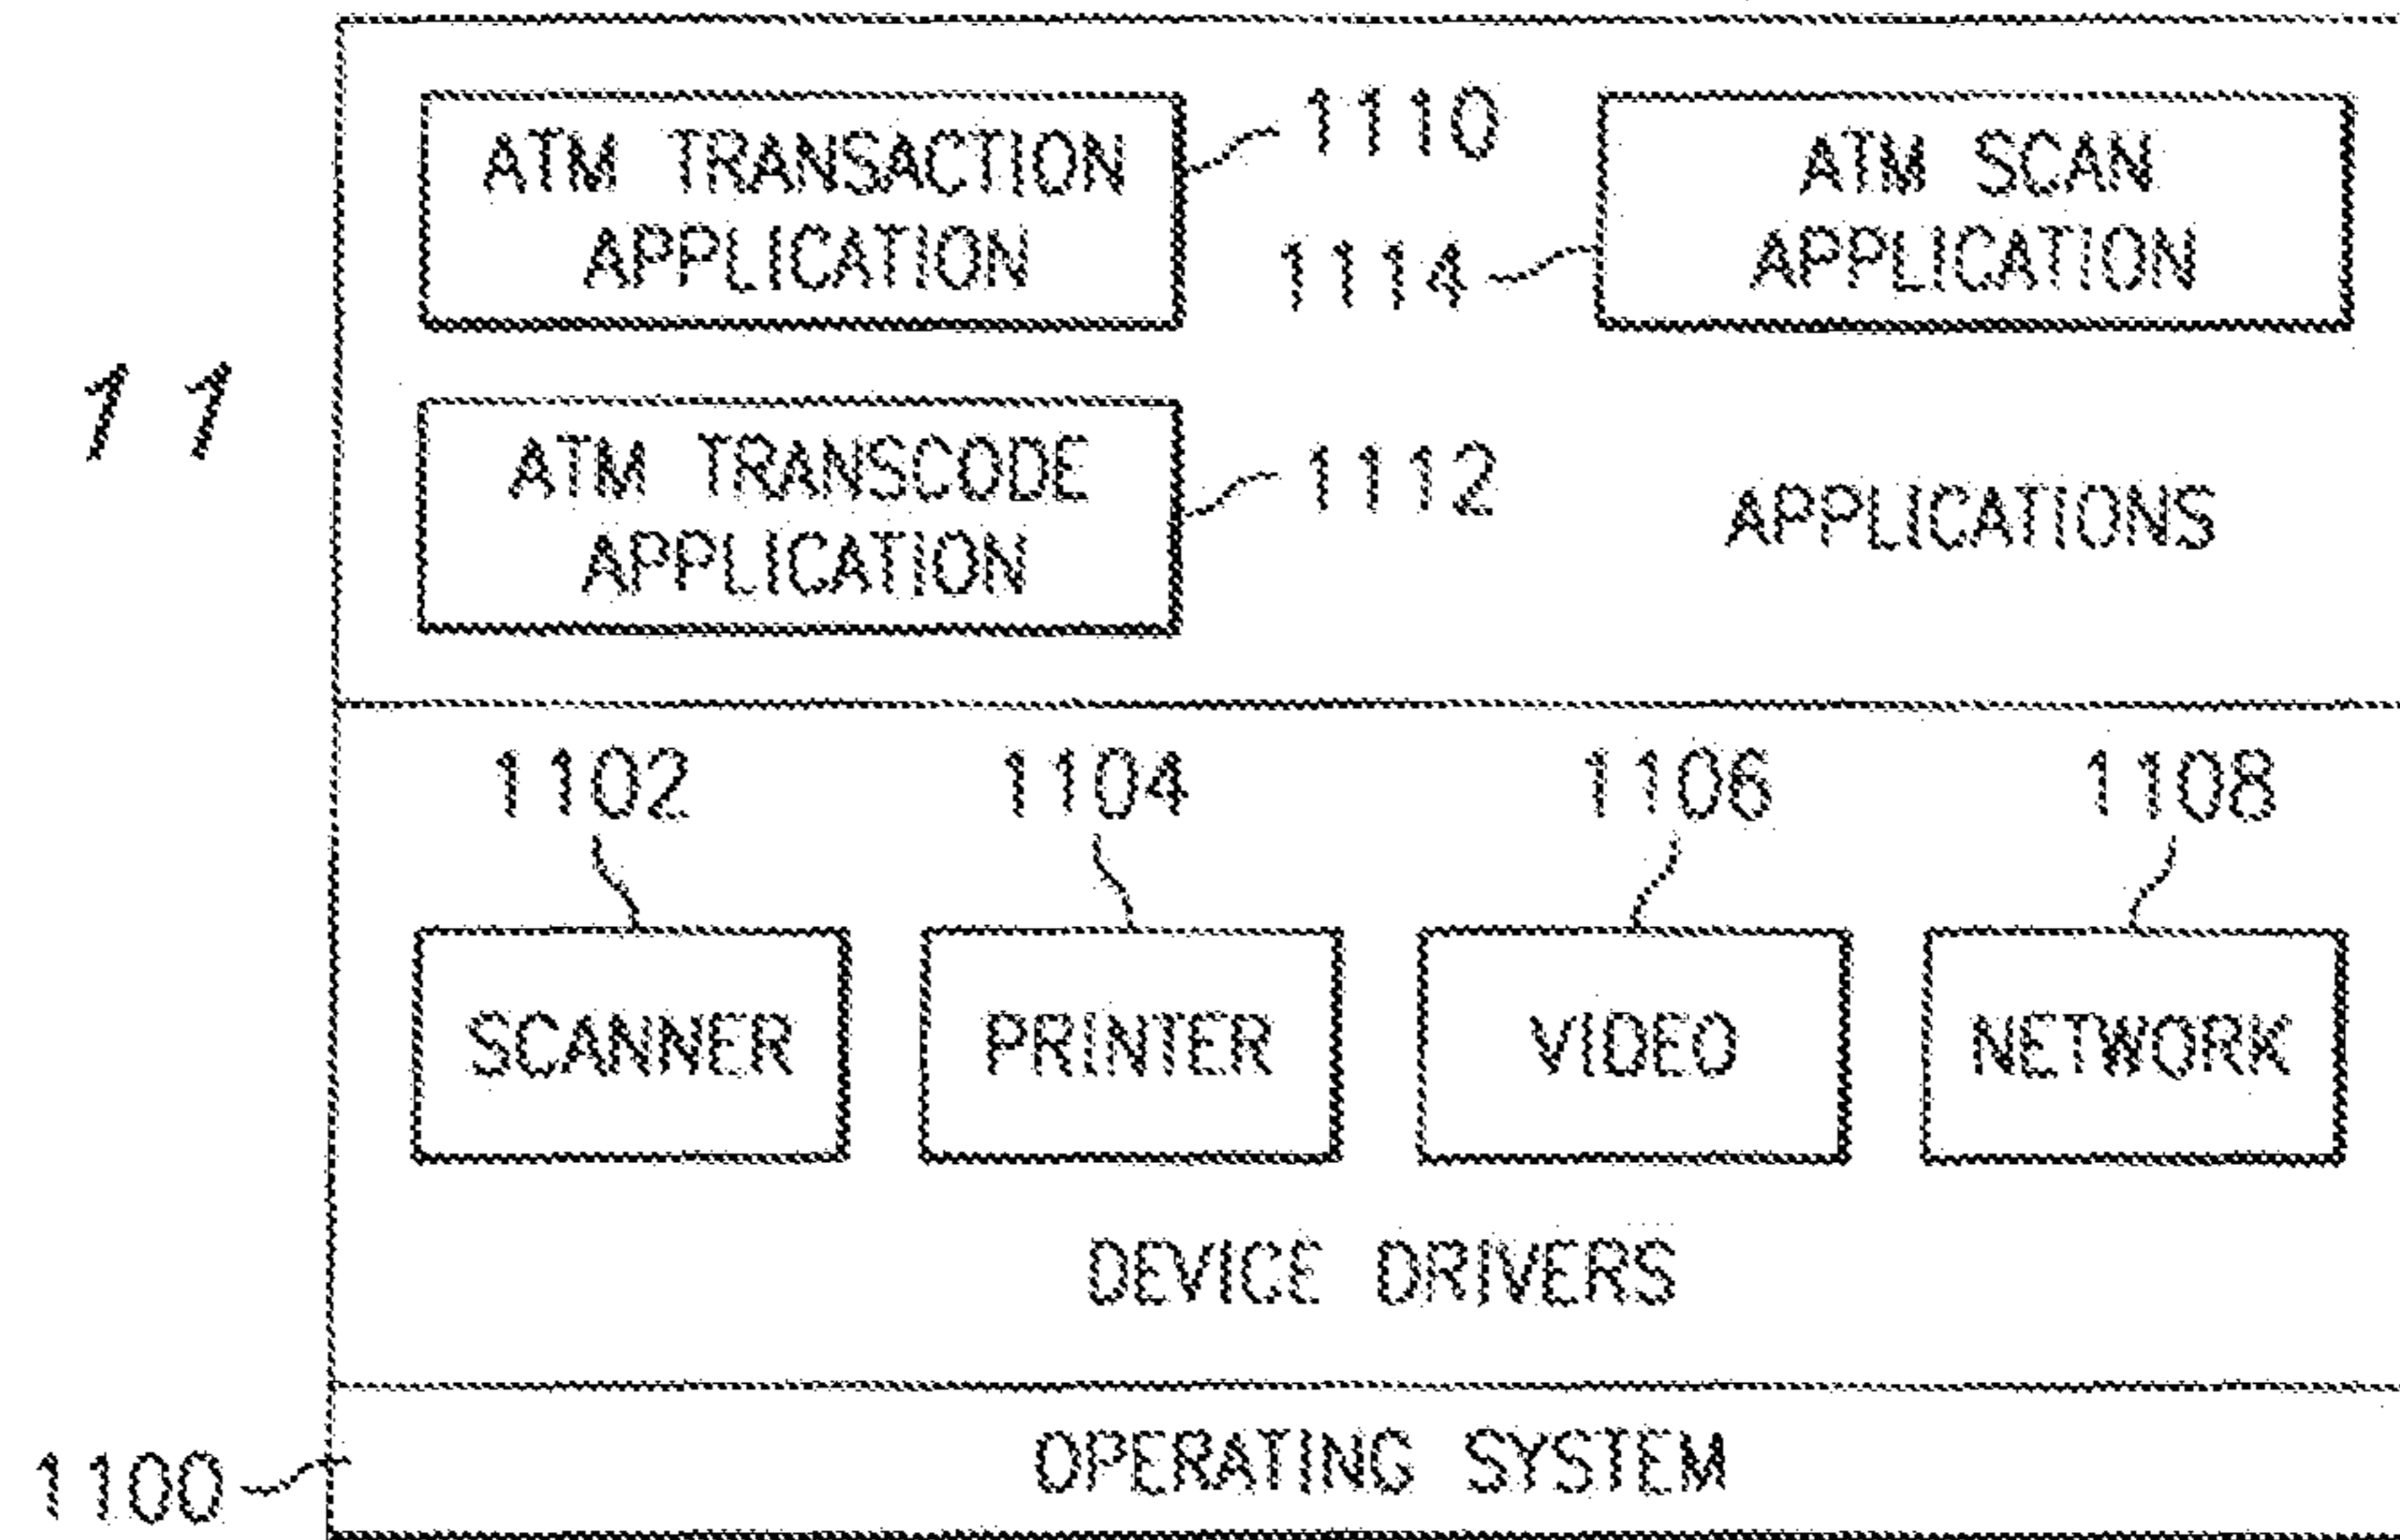 ATM TRANSACTION
APPLICATION
1110
1114
ATM SCAN
APPLICATION
11
ATM TRANSCODE
APPLICATION
1112
APPLICATIONS
1102
1104
1106
1108
SCANNER
PRINTER
VIDEO
NETWORK
DEVICE DRIVERS
1100
OPERATING SYSTEM